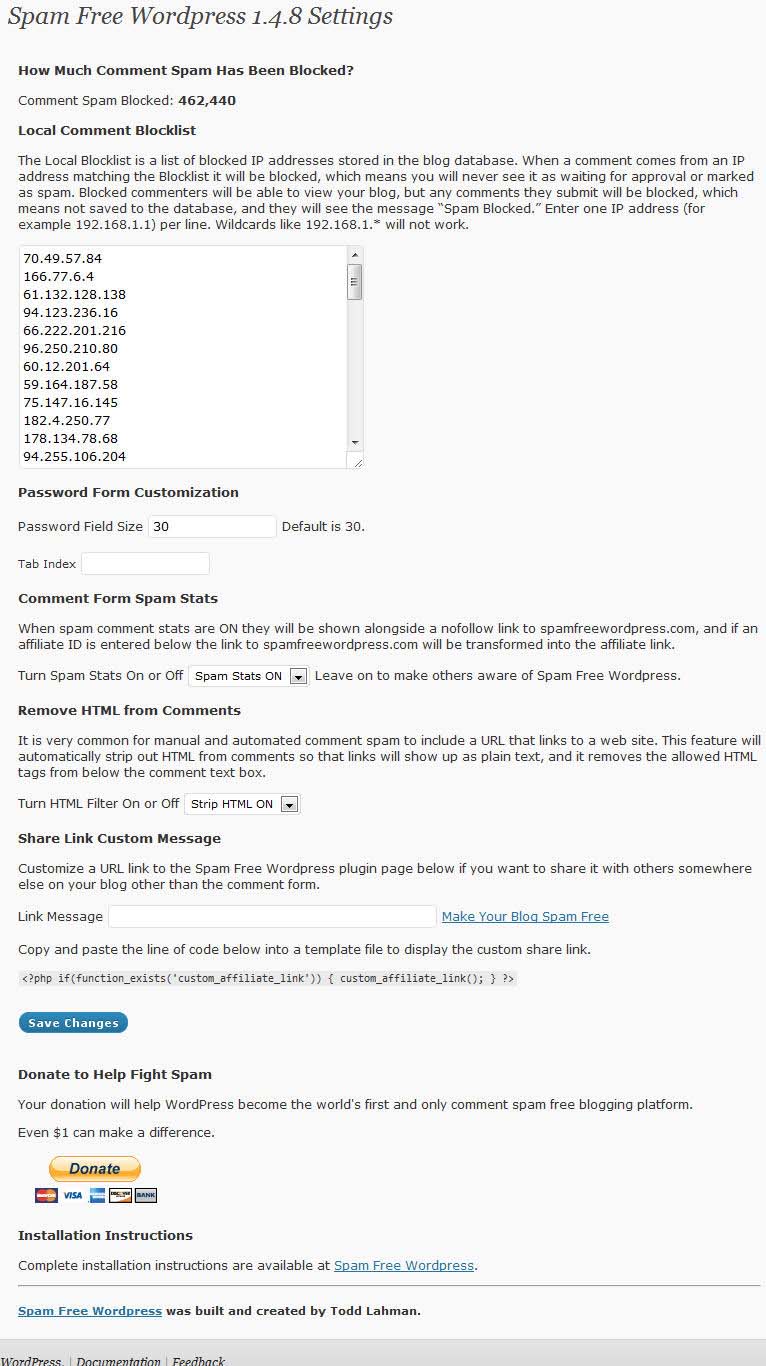 Spam Free Wordpress 1.4.8 Settings
How Much Comment Spam Has Been Blocked?
Comment Spam Blocked: 462,440
Local Comment Blocklist
The Local Blocklist is a list of blocked IP addresses stored in the blog database. When a comment comes from an IP
address matching the Blocklist it will be blocked, which means you will never see it as waiting for approval or marked
as spam. Blocked commenters will be able to view your blog, but any comments they submit will be blocked, which
means not saved to the database, and they will see the message “Spam Blocked.” Enter one IP address (for
example 192.168.1.1) per line. Wildcards like 192.168.1.* will not work.
70.49.57.84
166.77.6.4
61.132.128.138
94.123.236.16
66.222.201.216
96.250.210.80
60.12.201.64
59.164.187.58
75.147.16.145
182.4.250.77
178.134.78.68
94.255.106.204
Password Form Customization
Password Field Size 30 Default is 30.
Tab Index
Comment Form Spam Stats
When spam comment stats are ON they will be shown alongside a nofollow link to spamfreewordpress.com, and if an
affiliate ID is entered below the link to spamfreewordpress.com will be transformed into the affiliate link.
Turn Spam Stats On or Off Spam Stats ON Leave on to make others aware of Spam Free Wordpress.
Remove HTML from Comments
It is very common for manual and automated comment spam to include a URL that links to a web site. This feature will
automatically strip out HTML from comments so that links will show up as plain text, and it removes the allowed HTML
tags from below the comment text box.
Turn HTML Filter On or Off Strip HTML ON
Share Link Custom Message
Customize a URL link to the Spam Free Wordpress plugin page below if you want to share it with others somewhere
else on your blog other than the comment form.
Link Message Make Your Blog Spam Free
Copy and paste the line of code below into a template file to display the custom share link.
<?php if(function_exists('custom_affiliate_link')) { custom_affiliate_link(); } ?>
Save Changes
Donate to Help Fight Spam
Your donation will help WordPress become the world's first and only comment spam free blogging platform.
Even $1 can make a difference.
Donate
VISA BANK
Installation Instructions
Complete installation instructions are available at Spam Free Wordpress.
Spam Free Wordpress was built and created by Todd Lahman.
WordPress. | Documentation | Feedback